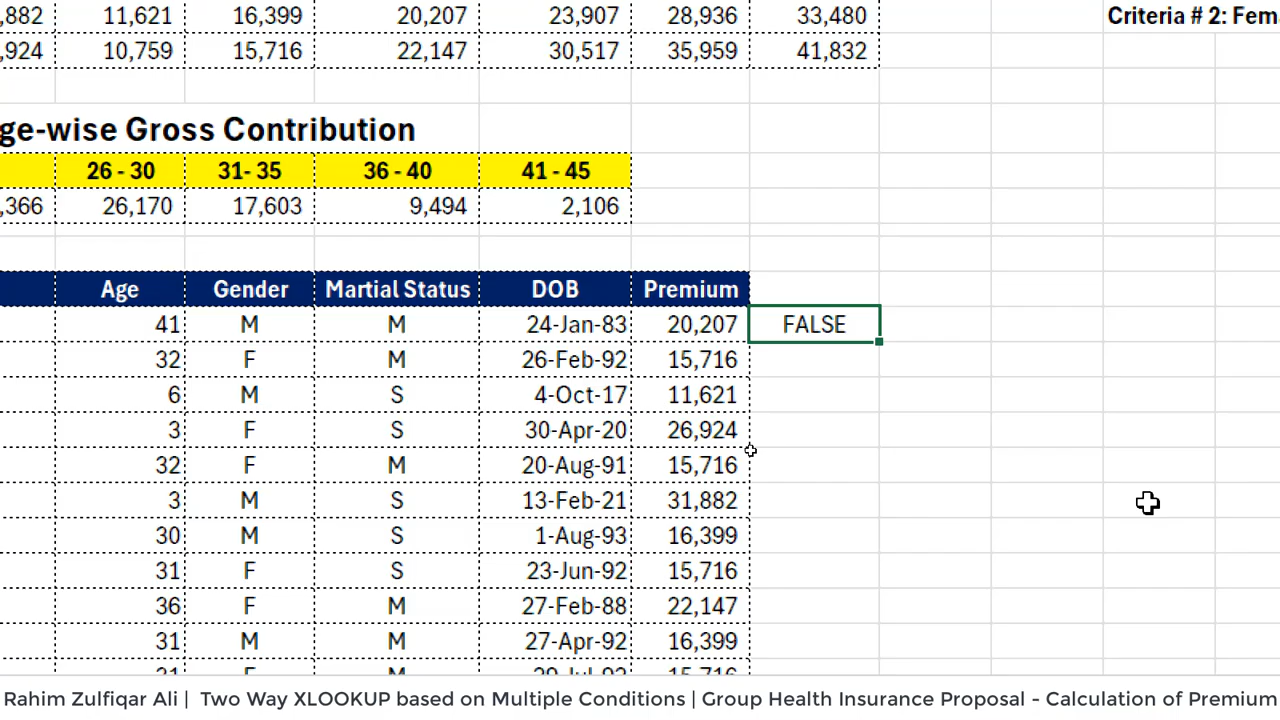 ,882 11,621 16,399 20,207 23,907 28,936 33,480 Criteria # 2: Fem
,924 10,759 15,716 22,147 30,517 35,959 41,832
ge-wise Gross Contribution
26 - 30 31- 35 36 - 40 41 - 45
,366 26,170 17,603 9,494 2,106
Age Gender Martial Status DOB Premium
41 M M 24-Jan-83 20,207 FALSE
32 F M 26-Feb-92 15,716
6 M S 4-Oct-17 11,621
3 F S 30-Apr-20 26,924
32 F M 20-Aug-91 15,716
3 M S 13-Feb-21 31,882
30 M S 1-Aug-93 16,399
31 F S 23-Jun-92 15,716
36 F M 27-Feb-88 22,147
31 M M 27-Apr-92 16,399
Rahim Zulfiqar Ali | Two Way XLOOKUP based on Multiple Conditions | Group Health Insurance Proposal - Calculation of Premium